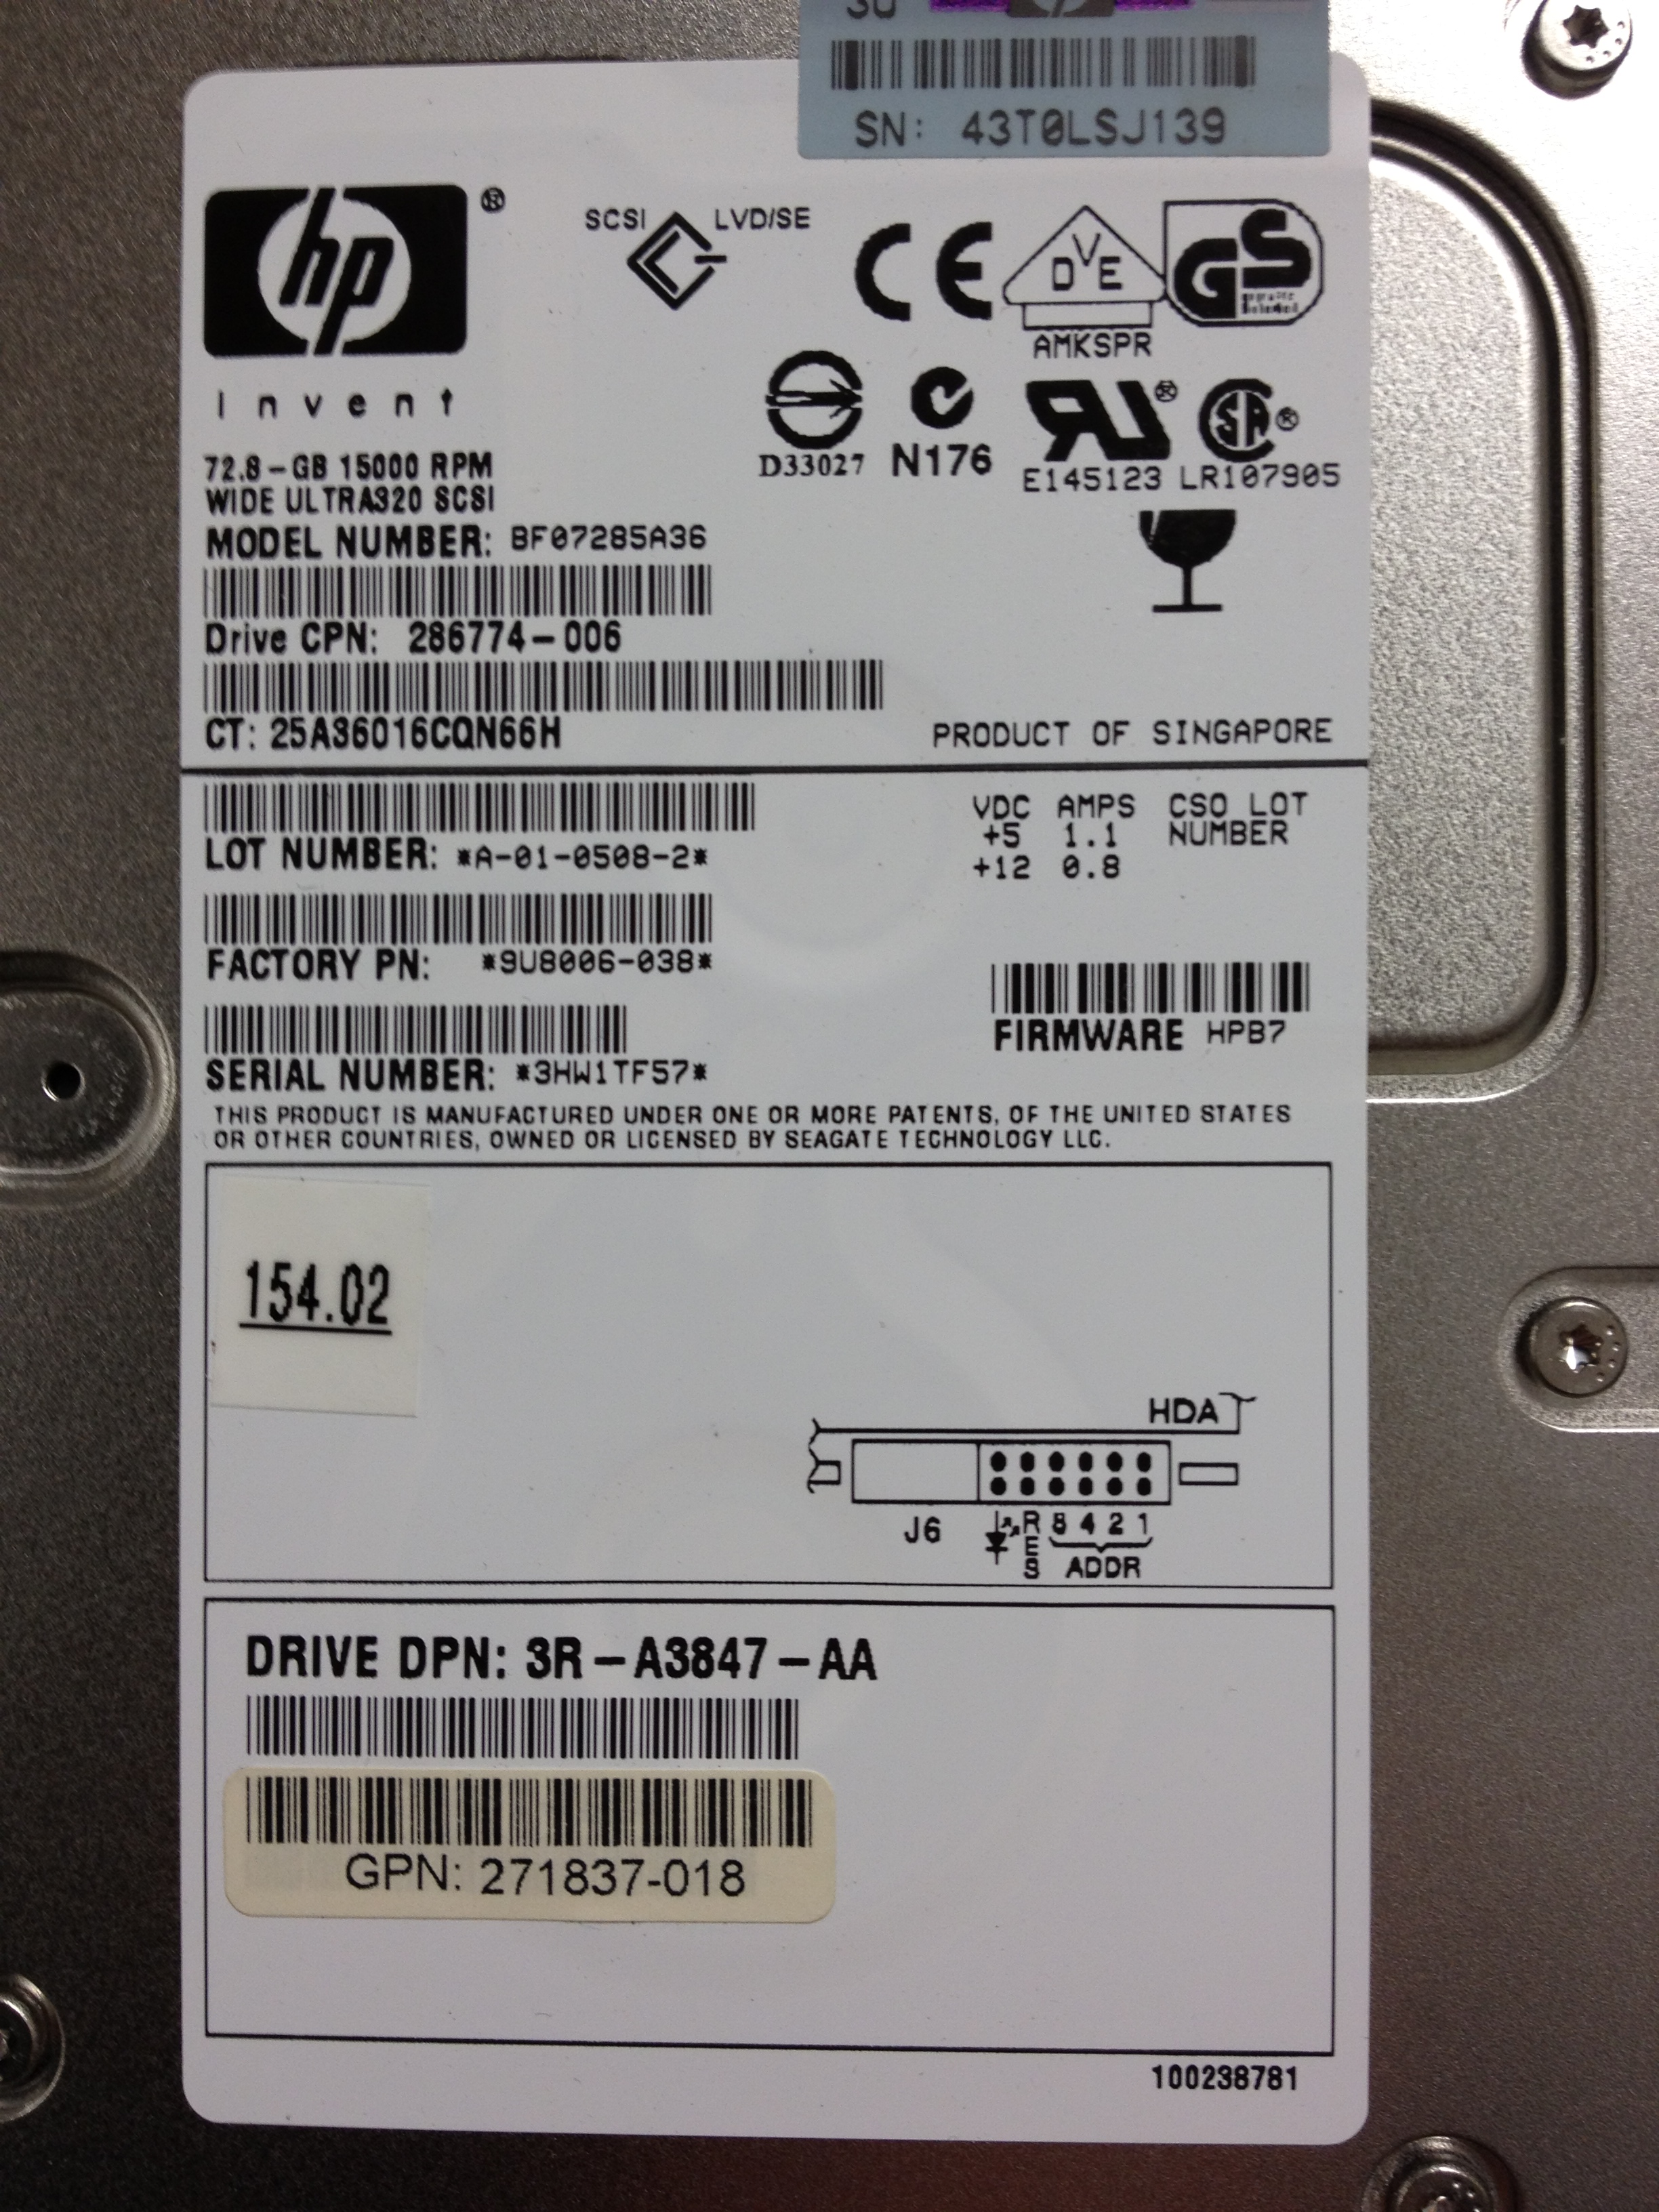 SN: 43T0LSJ139
hp ®
invent
SCSI LVD/SE
CE
DVE
AMKSPR
GS
D33027
N176
®
E145123
SA ®
LR107905
72.8-GB 15000 RPM
WIDE ULTRA320 SCSI
MODEL NUMBER: BF07285A36
Drive CPN: 286774-006
CT: 25A36016CQN66H
PRODUCT OF SINGAPORE
LOT NUMBER: *A-01-0508-2*
VDC AMPS CSO LOT
+5 1.1 NUMBER
+12 0.8
FACTORY PN: *9U8006-038*
FIRMWARE HPB7
SERIAL NUMBER: *3HW1TF57*
THIS PRODUCT IS MANUFACTURED UNDER ONE OR MORE PATENTS, OF THE UNITED STATES
OR OTHER COUNTRIES, OWNED OR LICENSED BY SEAGATE TECHNOLOGY LLC.
154.02
HDA
J6
RES
8 4 2 1
ADDR
DRIVE DPN: 3R-A3847-AA
GPN: 271837-018
100238781